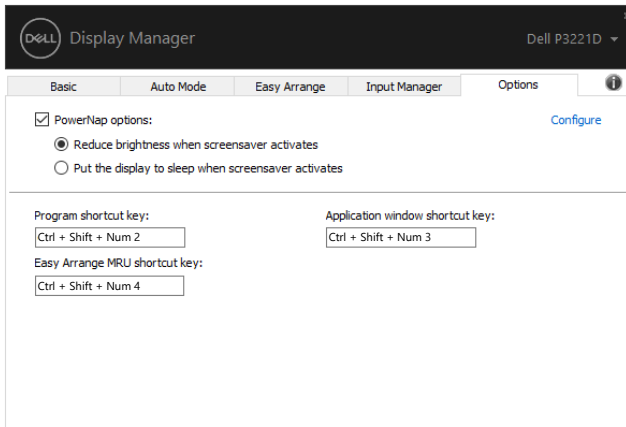 DELL Display Manager
Dell P3221D
Basic Auto Mode Easy Arrange Input Manager Options
PowerNap options:
Configure
Reduce brightness when screensaver activates
Put the display to sleep when screensaver activates
Program shortcut key:
Application window shortcut key:
Ctrl + Shift + Num 2
Ctrl + Shift + Num 3
Easy Arrange MRU shortcut key:
Ctrl + Shift + Num 4